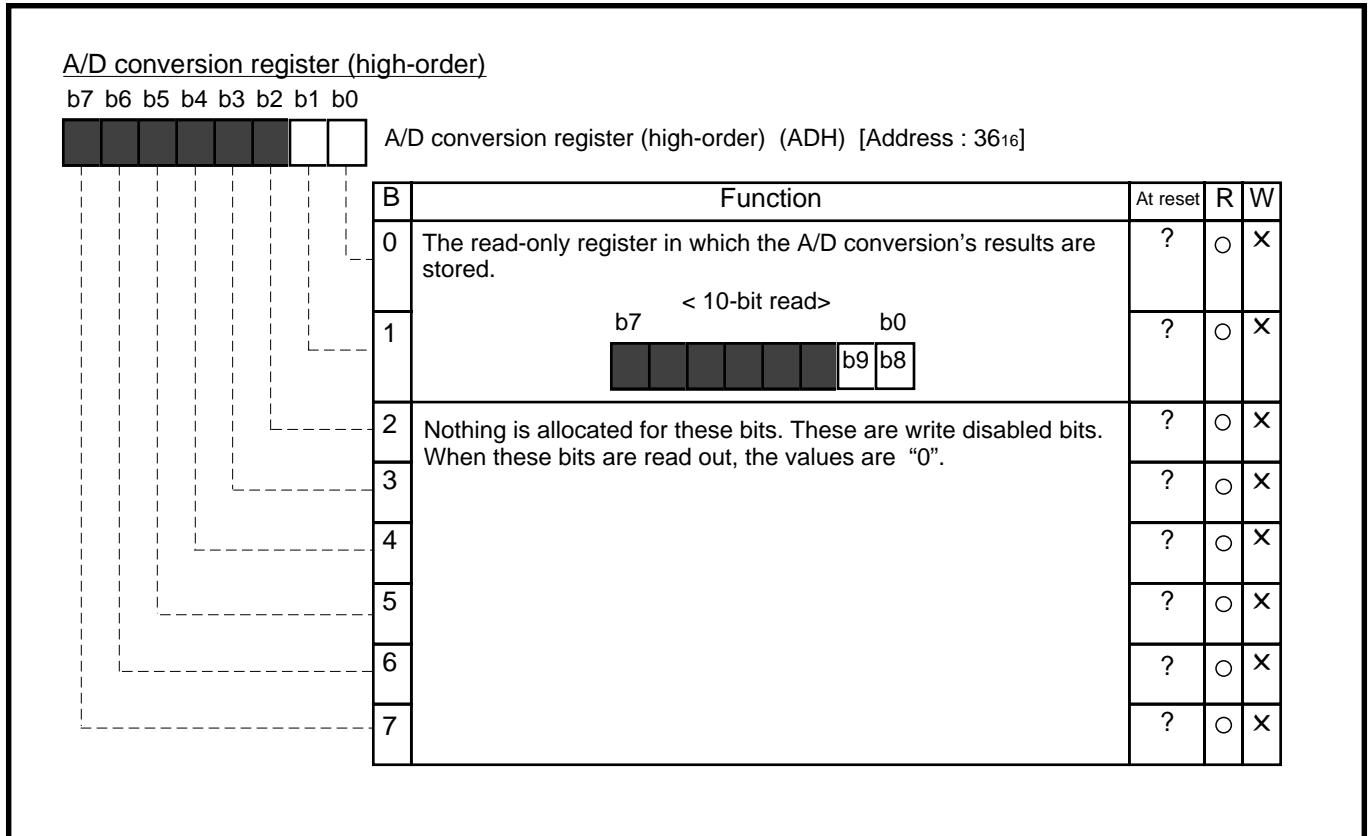 A/D conversion register (high-order)
b7 b6 b5 b4 b3 b2 b1 b0
A/D conversion register (high-order) (ADH) [Address : 3616]
B Function At reset R W
0 The read-only register in which the A/D conversion’s results are ? ○ ×
stored.
< 10-bit read>
b7 b0
1 ? ○ ×
b9 b8
2 Nothing is allocated for these bits. These are write disabled bits. ? ○ ×
When these bits are read out, the values are “0”.
3 ? ○ ×
4 ? ○ ×
5 ? ○ ×
6 ? ○ ×
7 ? ○ ×